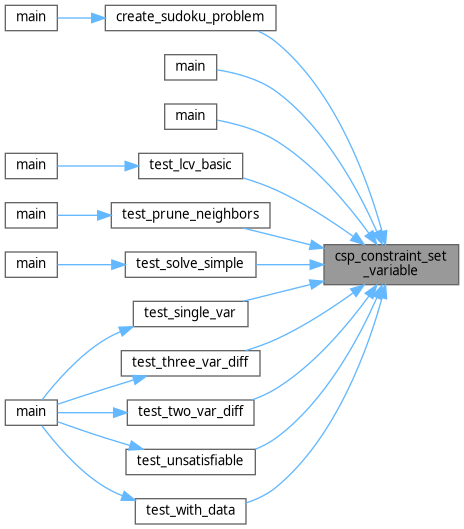 main
create_sudoku_problem
main
main
main
test_lcv_basic
main
test_prune_neighbors
csp_constraint_set
_variable
main
test_solve_simple
test_single_var
test_three_var_diff
main
test_two_var_diff
test_unsatisfiable
test_with_data